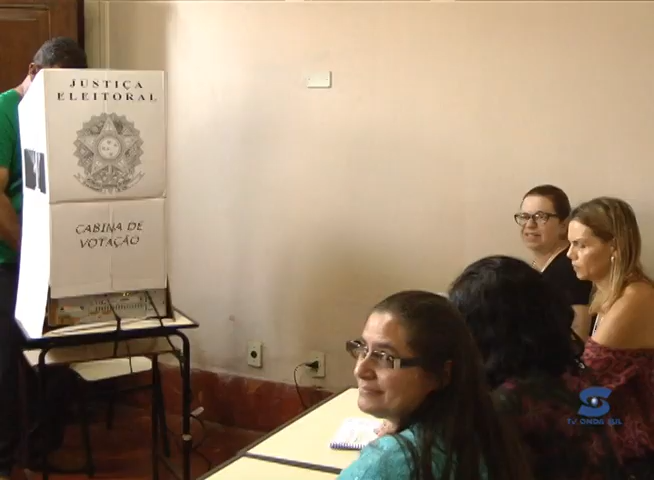 JUSTIÇA
ELEITORAL
CABINA DE
VOTAÇÃO
TV ONDA SUL